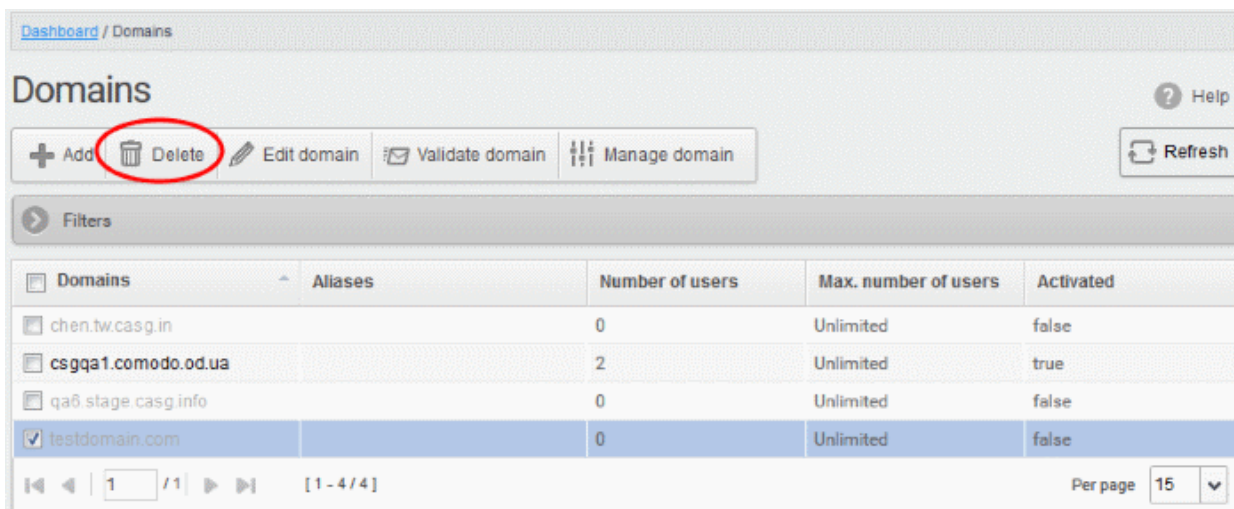 Dashboard / Domains
Domains
Help
Add Delete Edit domain Validate domain Manage domain Refresh
Filters
Domains Aliases Number of users Max. number of users Activated
chen.tw.casg.in 0 Unlimited false
csgqa1.comodo.od.ua 2 Unlimited true
qa6.stage.casg.info 0 Unlimited false
testdomain.com 0 Unlimited false
1 / 1 [ 1 - 4 / 4 ] Per page 15